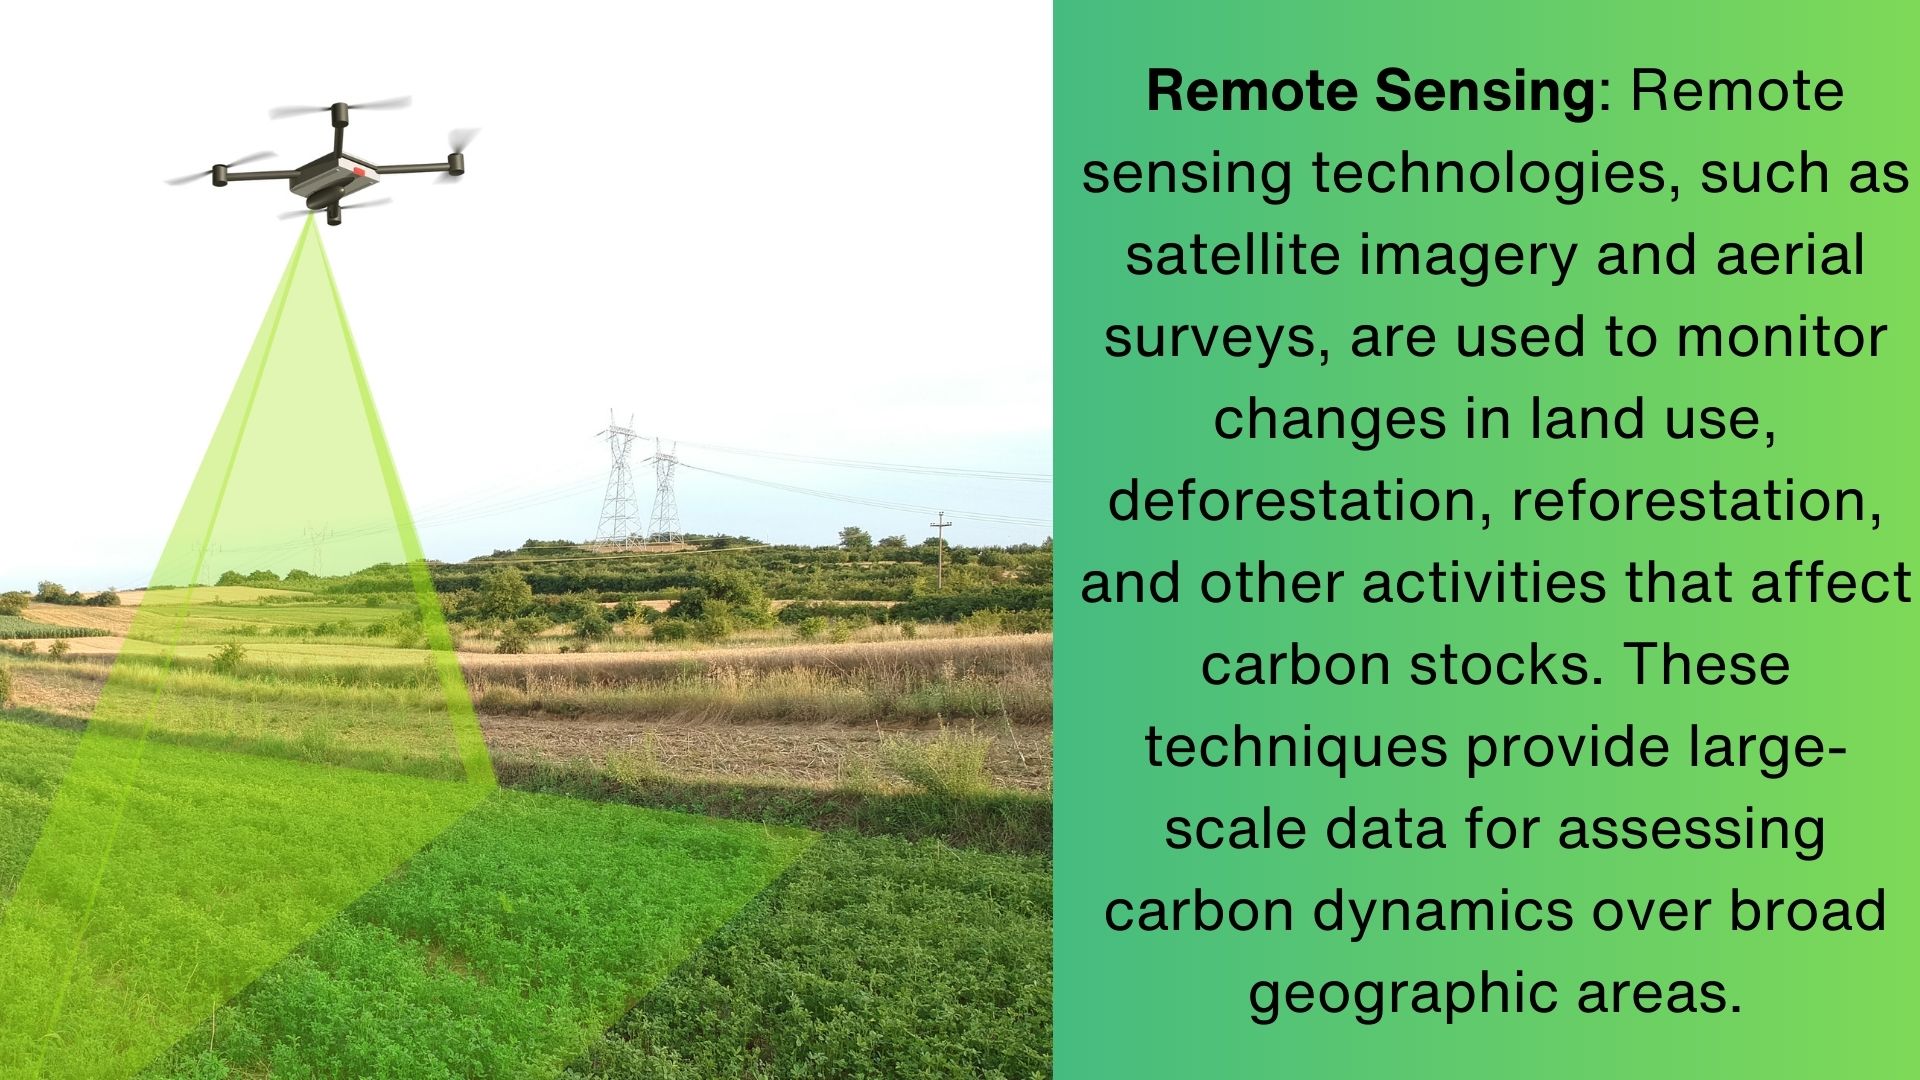 Remote Sensing: Remote
sensing technologies, such as
satellite imagery and aerial
surveys, are used to monitor
changes in land use,
deforestation, reforestation,
and other activities that affect
carbon stocks. These
techniques provide large-
scale data for assessing
carbon dynamics over broad
geographic areas.